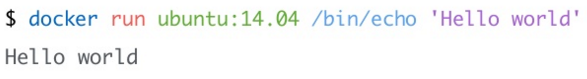 $ docker run ubuntu:14.04 /bin/echo 'Hello world'
Hello world